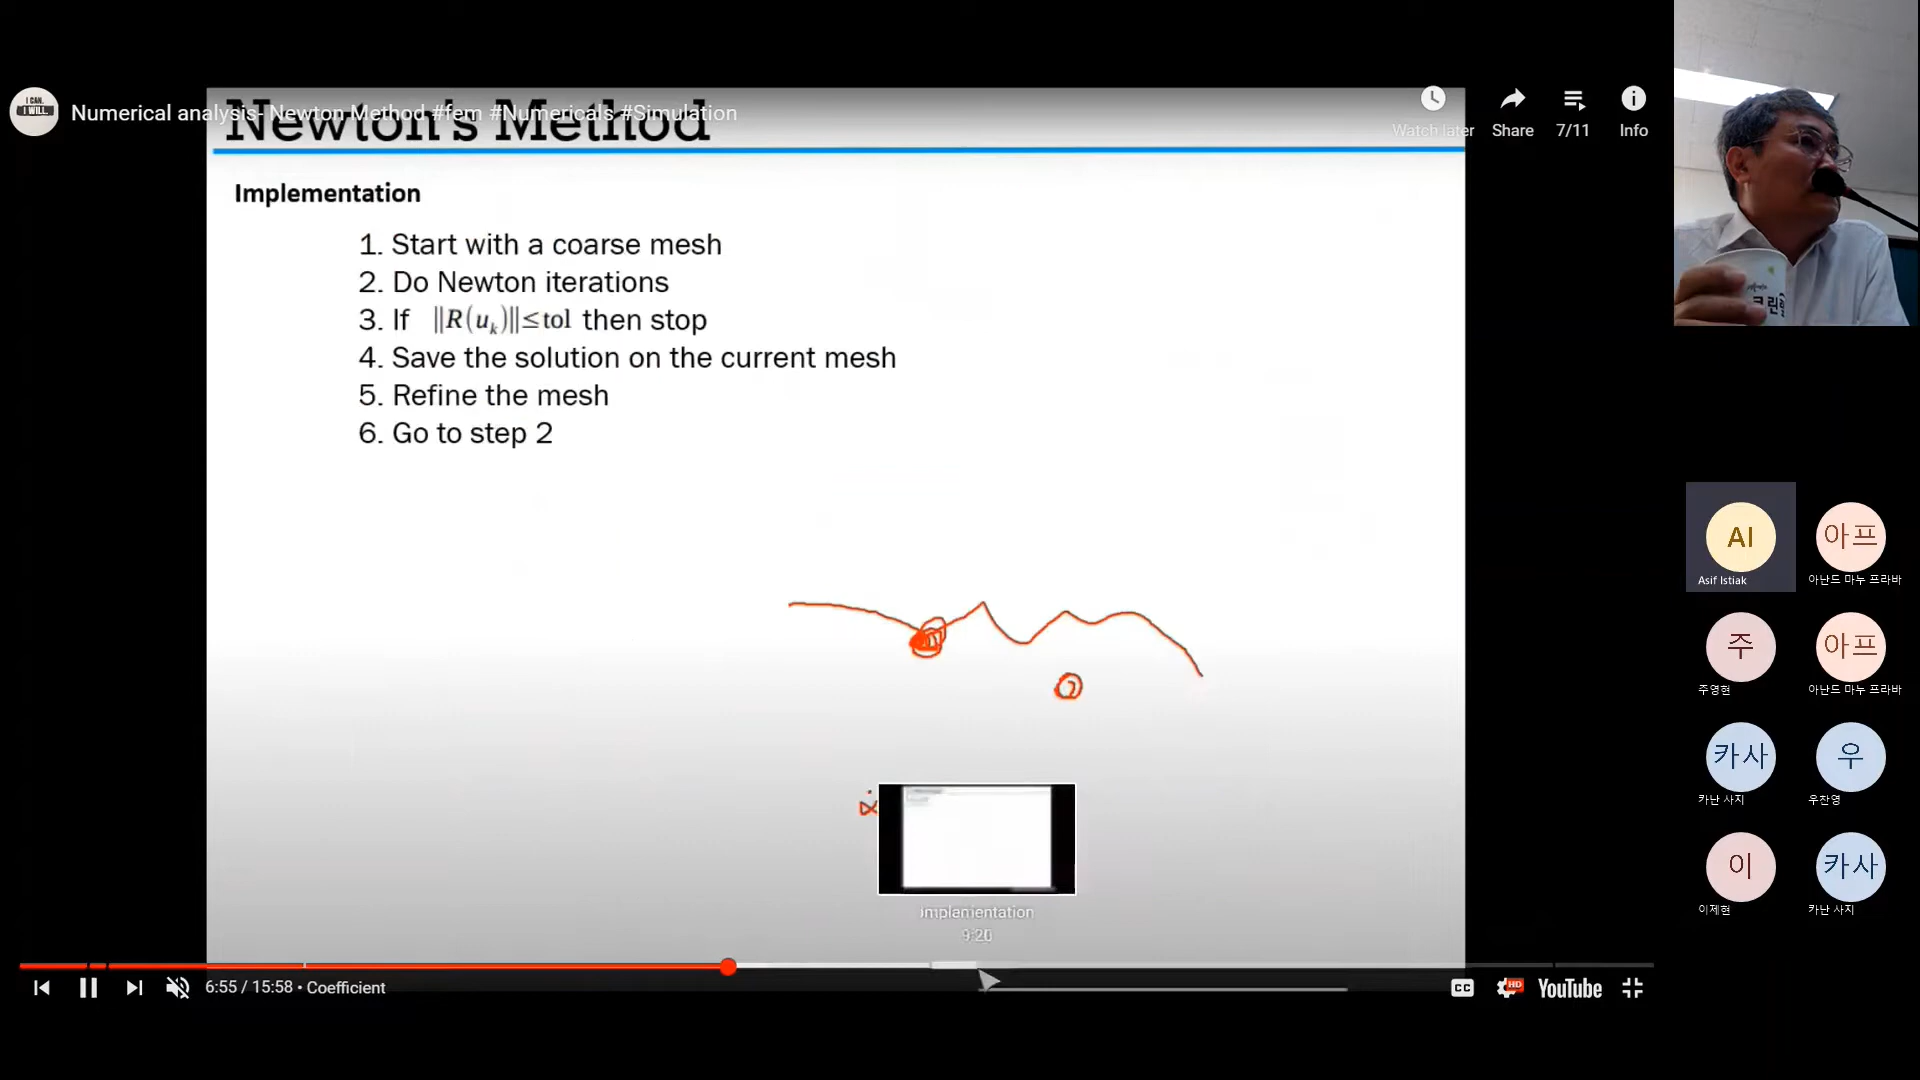 I CAN.
I WILL.
Numerical analysis- Newton Method #fem #Numericals #Simulation
Newton's Method
Watch later
Share
7/11
Info
Implementation
1. Start with a coarse mesh
2. Do Newton iterations
3. If ||R(u_k)||≤tol then stop
4. Save the solution on the current mesh
5. Refine the mesh
6. Go to step 2
implamentation
9:20
6:55 / 15:58 • Coefficient
CC
HD
YouTube
AI
Asif Istiak
아프
아난드 마누 프라바
주
주영현
아프
아난드 마누 프라바
카사
카난 사지
우
우찬영
이
이제현
카사
카난 사지